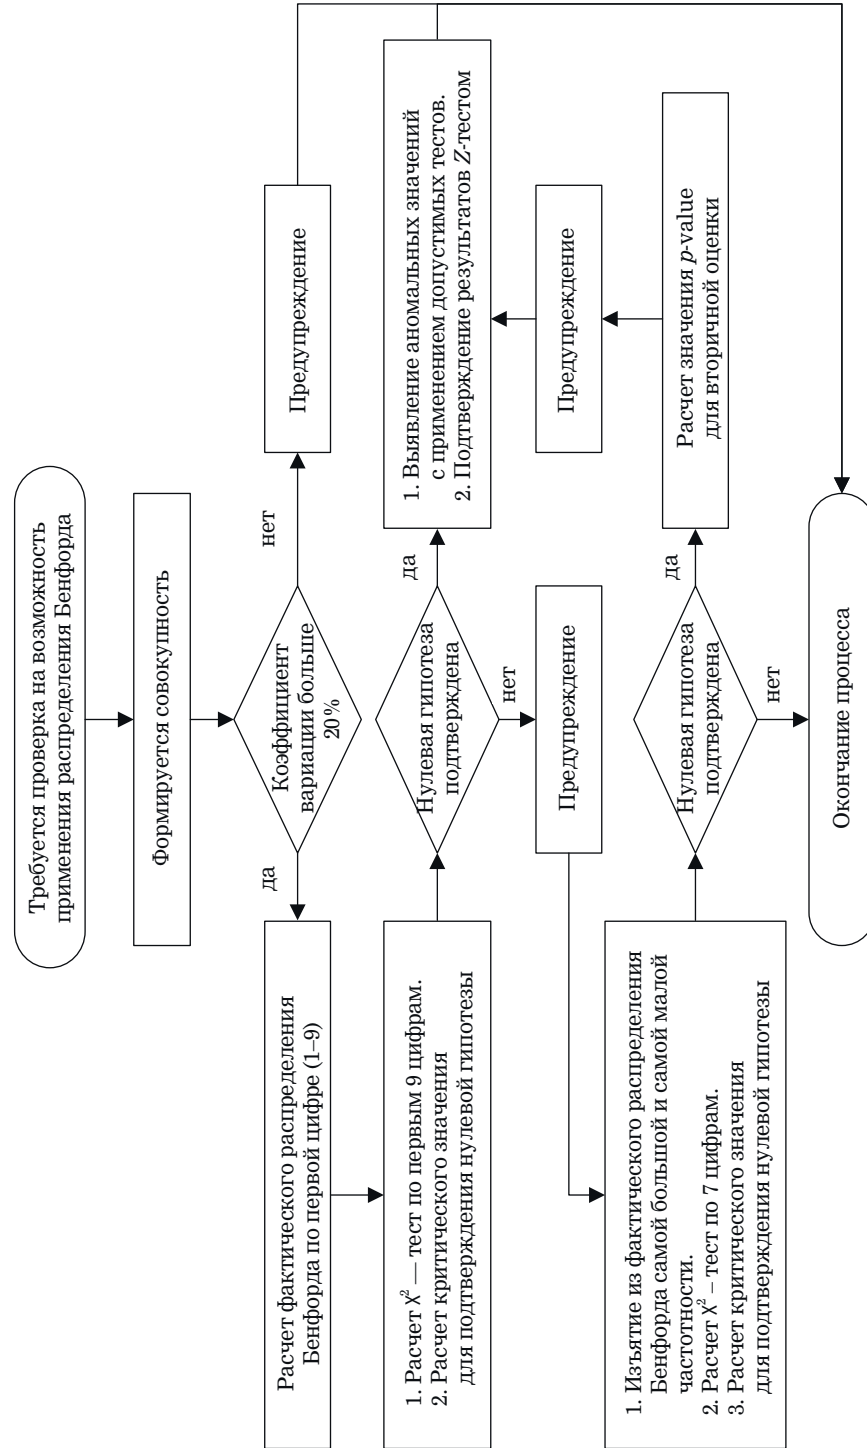 Требуется проверка на возможность
применения распределения Бенфорда
Формируется совокупность
Коэффициент
вариации больше
20%
да
нет
Предупреждение
Расчет фактического распределения
Бенфорда по первой цифре (1–9)
1. Расчет χ² — тест по первым 9 цифрам.
2. Расчет критического значения
для подтверждения нулевой гипотезы
Нулевая гипотеза
подтверждена
да
нет
1. Выявление аномальных значений
с применением допустимых тестов.
2. Подтверждение результатов Z-тестом
Предупреждение
Предупреждение
1. Изъятие из фактического распределения
Бенфорда самой большой и самой малой
частотности.
2. Расчет χ² – тест по 7 цифрам.
3. Расчет критического значения
для подтверждения нулевой гипотезы
Нулевая гипотеза
подтверждена
да
нет
Расчет значения p-value
для вторичной оценки
Окончание процесса